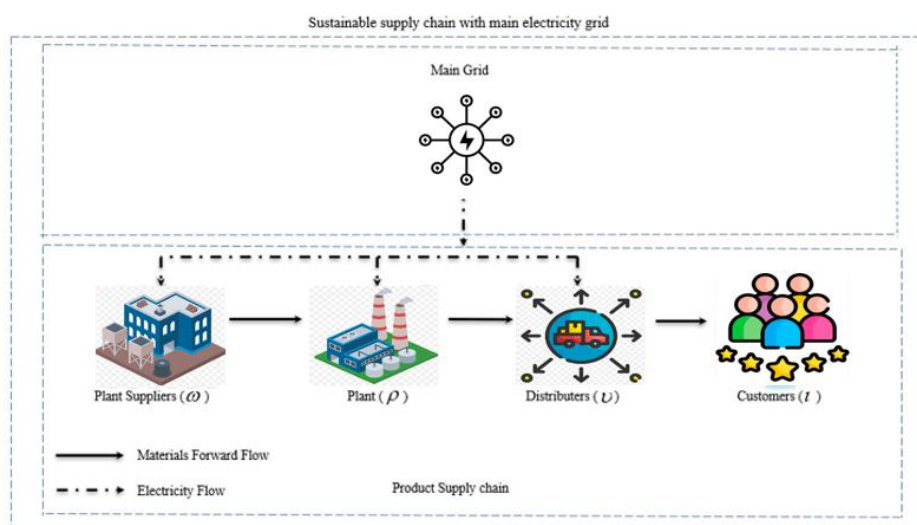 Sustainable supply chain with main electricity grid
Main Grid
Plant Suppliers (ω)
Plant (ρ)
Distributers (υ)
Customers (ι)
Materials Forward Flow
Electricity Flow
Product Supply chain